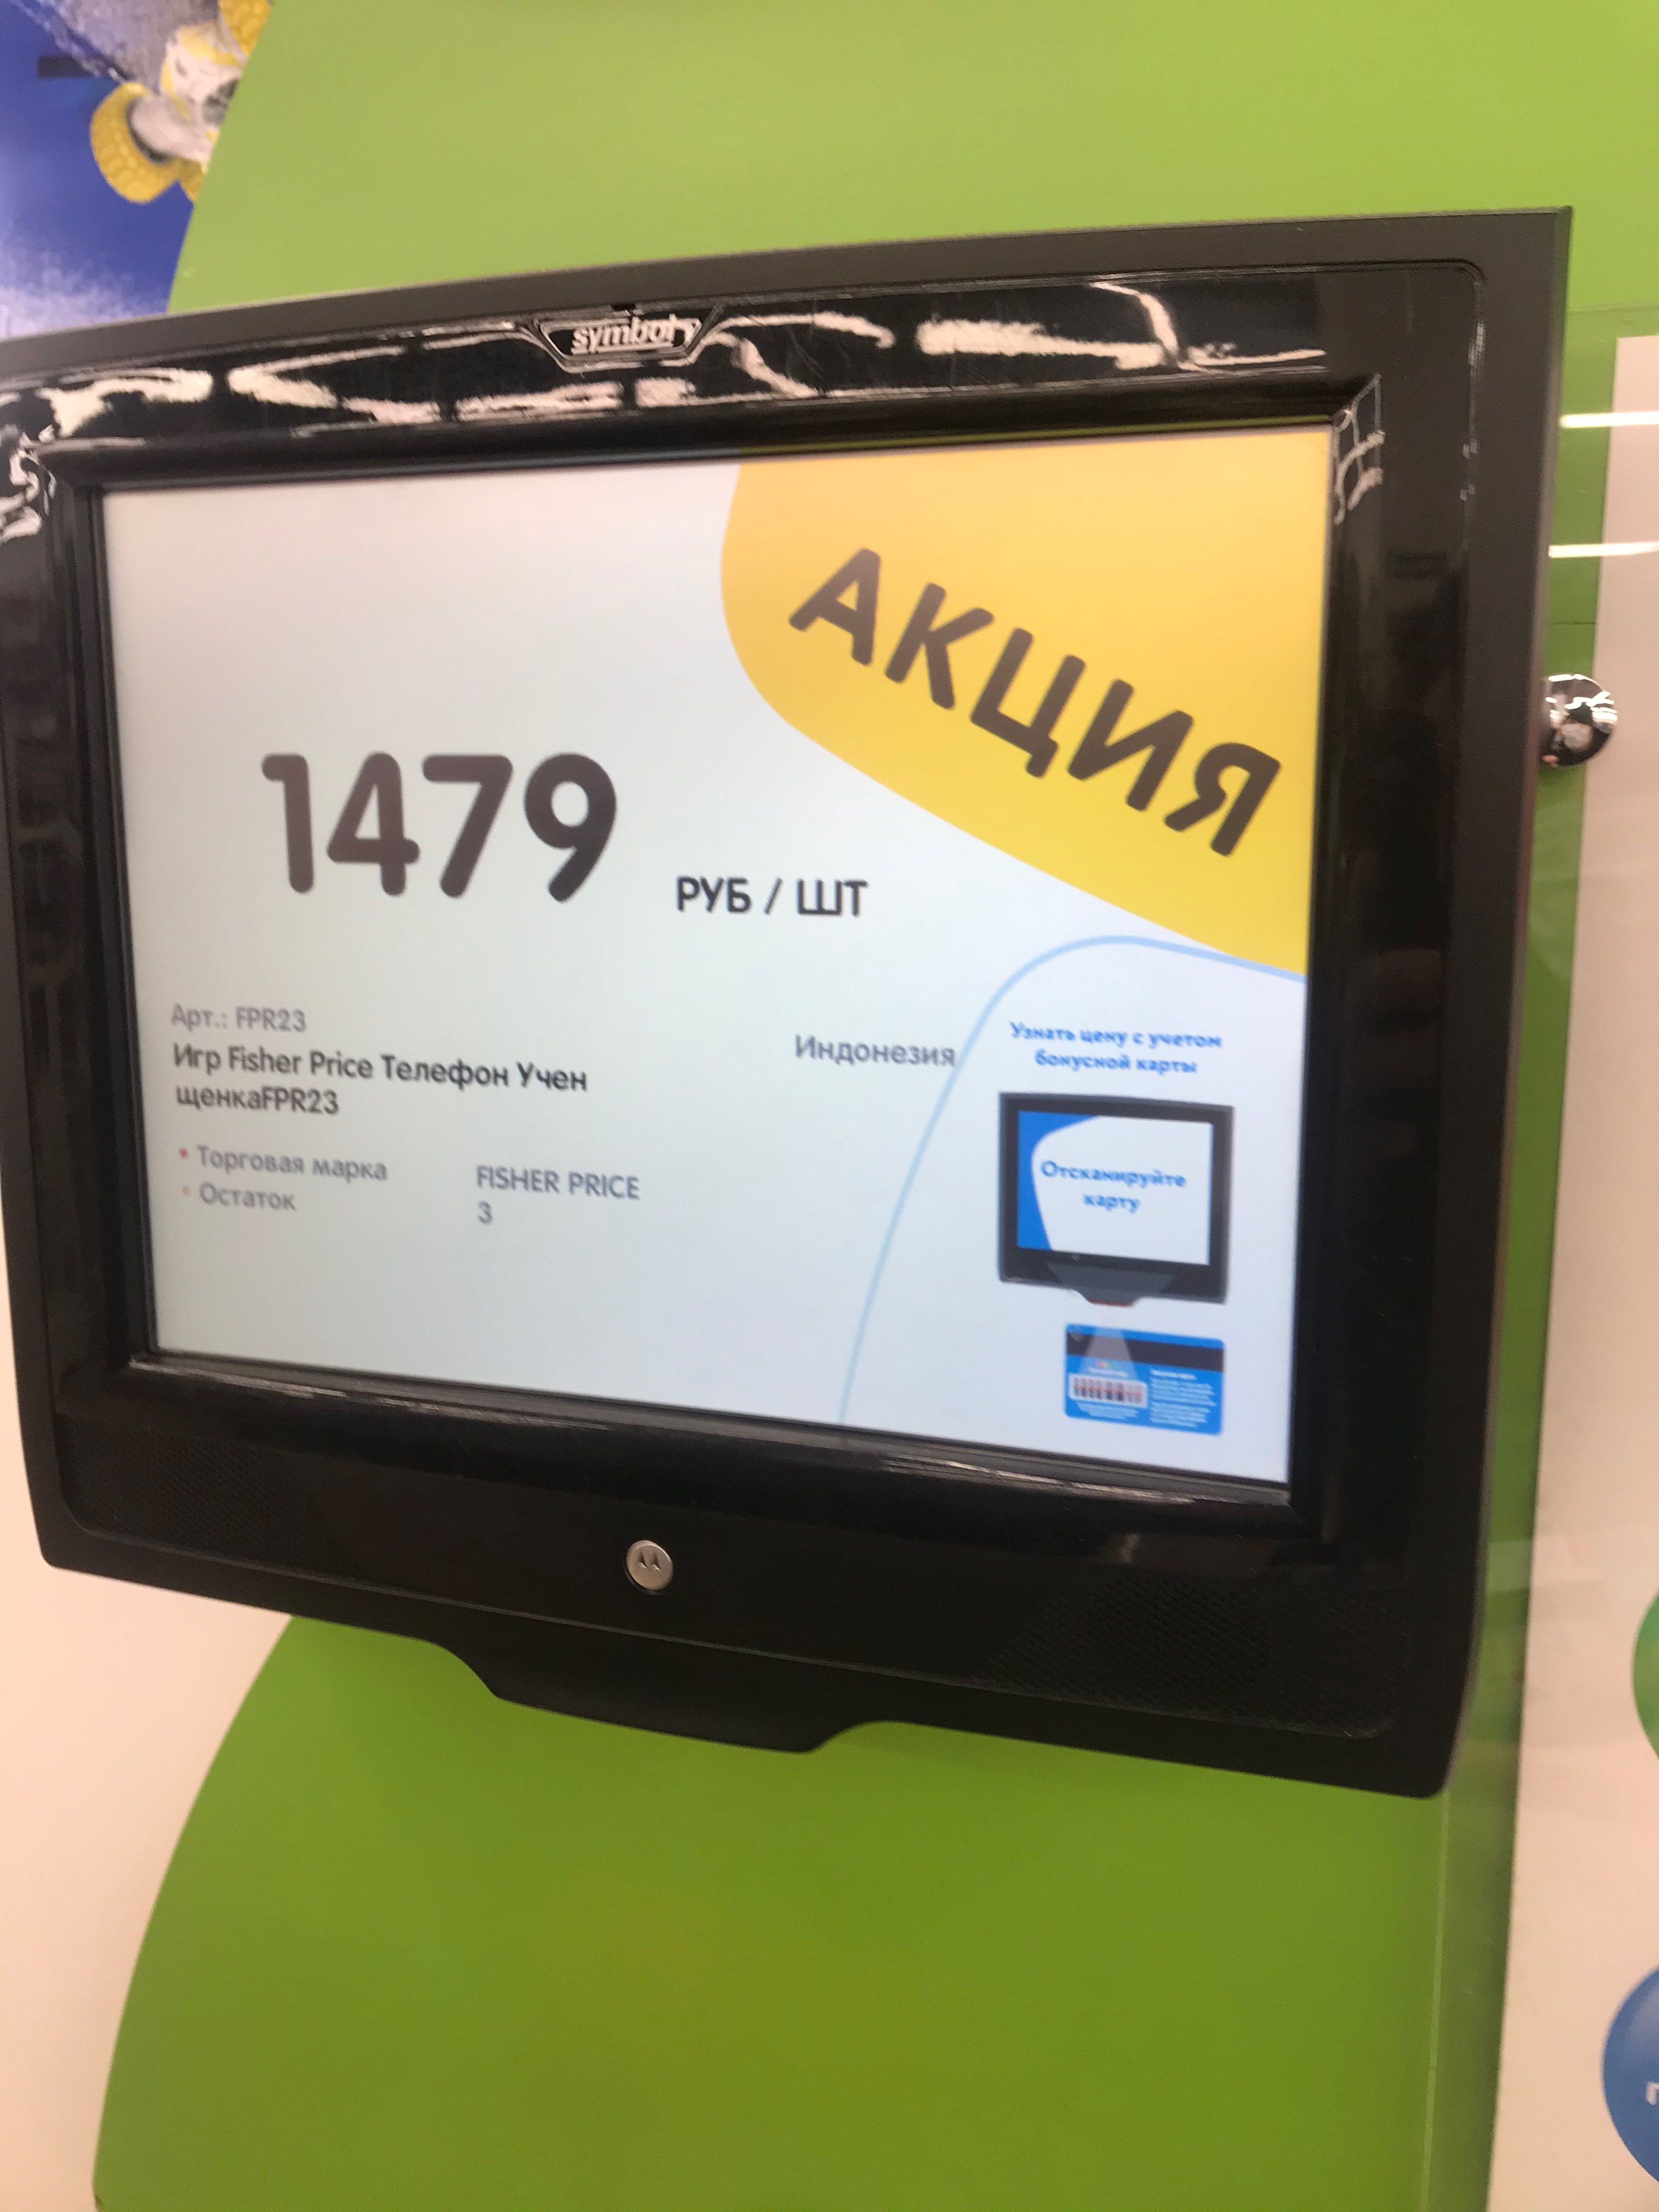 symbol
АКЦИЯ
1479 РУБ / ШТ
Арт.: FPR23
Игр Fisher Price Телефон Учен
щенкаFPR23
Индонезия
• Торговая марка FISHER PRICE
• Остаток 3
Узнать цену с учетом
бонусной карты
Отсканируйте
карту